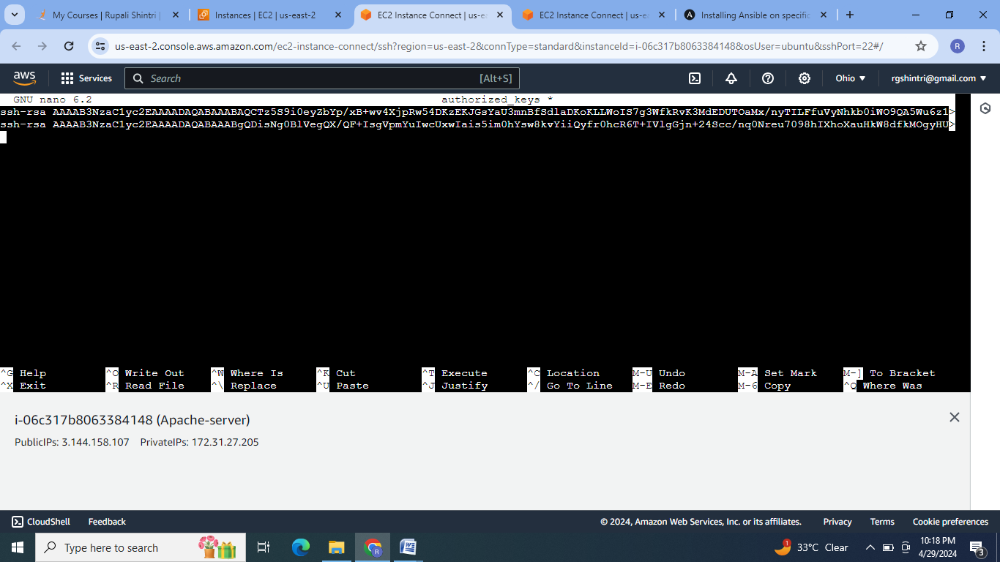 My Courses | Rupali Shintri |
Instances | EC2 | us-east-2
EC2 Instance Connect | us-ea
EC2 Instance Connect | us-ea
Installing Ansible on specific
us-east-2.console.aws.amazon.com/ec2-instance-connect/ssh?region=us-east-2&connType=standard&instanceId=i-06c317b8063384148&osUser=ubuntu&sshPort=22#/
R
aws Services Search [Alt+S] Ohio rgshintri@gmail.com
GNU nano 6.2 authorized_keys *
ssh-rsa AAAAB3NzaC1yc2EAAAADAQABAAABAQCTz5S9i0eyZbYp/xB+wv4XjpRw54DKzEKJGsYaU3mnBfSdlaDKoKLLWoIS7g3WfkRvK3MdEDUTOaMx/nyTILFfuVyNhkb0iWO9QA5Wu6z1>
ssh-rsa AAAAB3NzaC1yc2EAAAADAQABAAABgQDisNg0BlVegQX/QF+IsgVpmYuIwcUxwIais5im0hYsw8kvYiiQyfr0hcR6T+IVlgGjn+24Scc/nq0Nreu7098hIXhoXauHkW8dfkMOgyHU>
^G Help ^O Write Out ^W Where Is ^K Cut ^T Execute ^C Location M-U Undo M-A Set Mark M-] To Bracket
^X Exit ^R Read File ^\ Replace ^U Paste ^J Justify ^/ Go To Line M-E Redo M-6 Copy ^Q Where Was
i-06c317b8063384148 (Apache-server)
PublicIPs: 3.144.158.107 PrivateIPs: 172.31.27.205
CloudShell Feedback © 2024, Amazon Web Services, Inc. or its affiliates. Privacy Terms Cookie preferences
Type here to search 1 33°C Clear 10:18 PM
4/29/2024 3